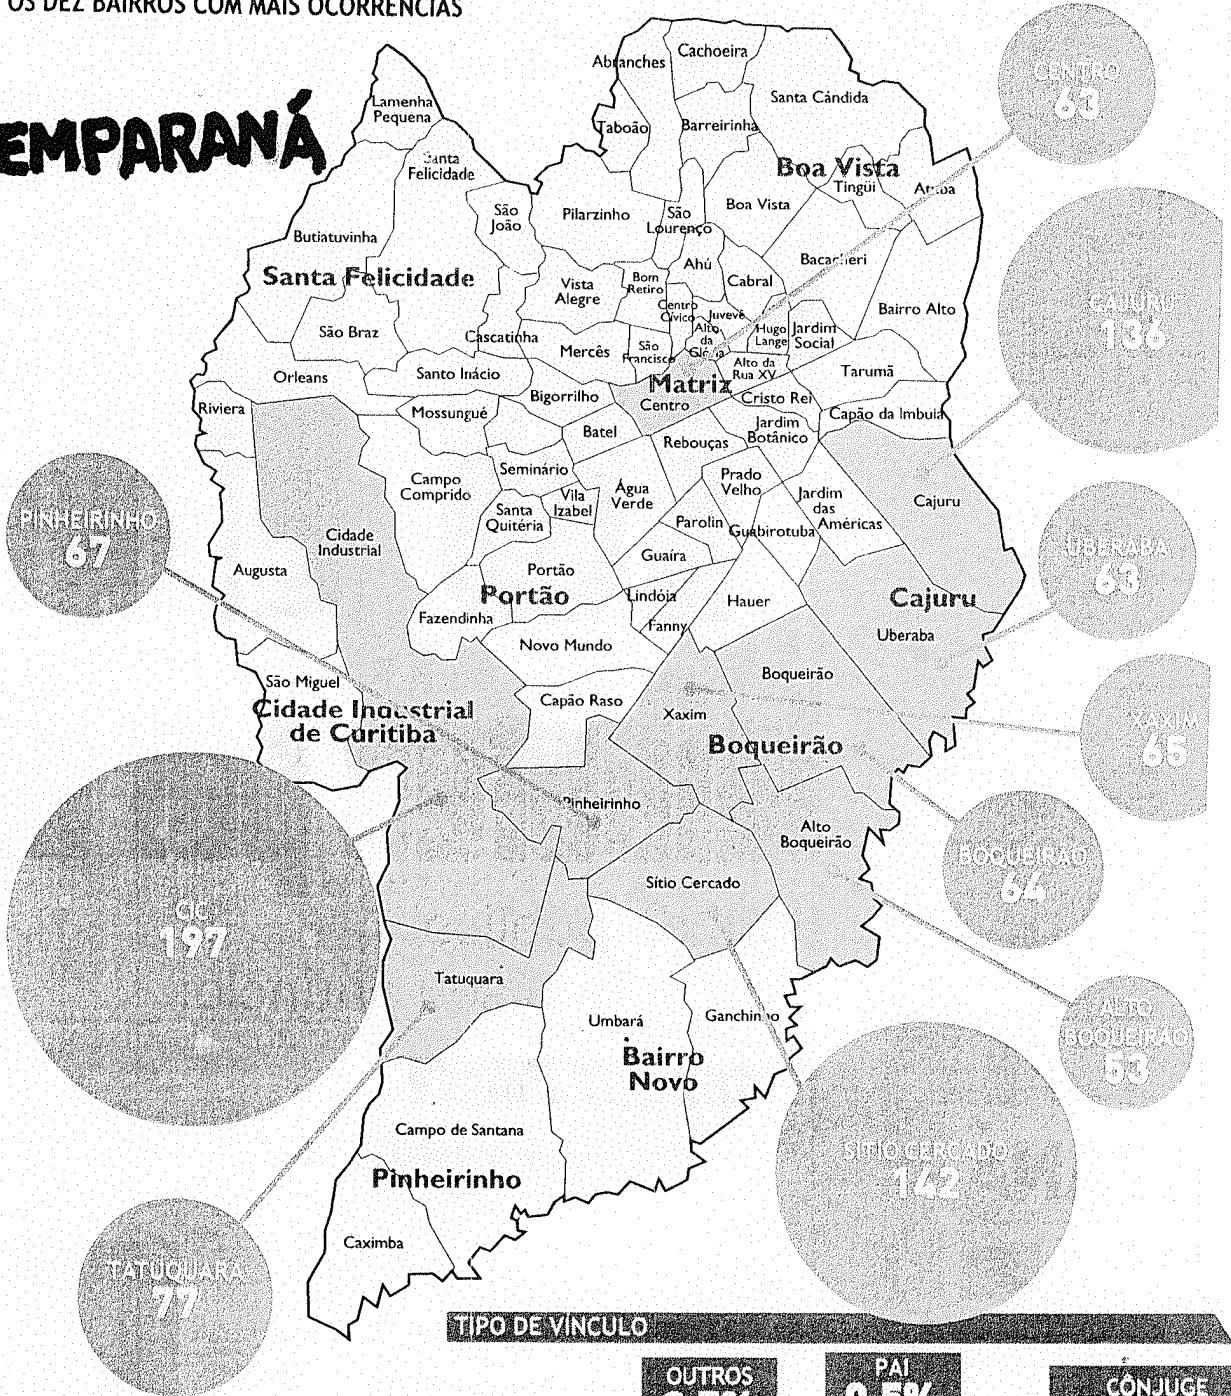 OS DEZ BAIRROS COM MAIS OCORRÊNCIAS
EMPARANÁ
CENTRO
63
CAJURU
136
UBERABA
63
XAXIM
65
BOQUEIRÃO
64
ALTO
BOQUEIRÃO
53
SÍTIO CERCADO
142
PINHEIRINHO
67
CIC
197
TATUQUARA
77
Abranches
Cachoeira
Santa Cándida
Lamenha
Pequena
Taboão
Barreirinha
Boa Vista
Tingüi
Atuba
Santa
Felicidade
São
João
Pilarzinho
São
Lourenço
Boa Vista
Butiatuvinha
Santa Felicidade
Ahú
Bacacheri
Vista
Alegre
Bom
Retiro
Cabral
Centro
Cívico
Juvevê
Bairro Alto
São Braz
Cascatinha
Mercês
São
Francisco
Alto
da
Glória
Hugo
Lange
Jardim
Social
Orleans
Santo Inácio
Matriz
Centro
Alto da
Rua XV
Tarumã
Riviera
Mossungué
Bigorrilho
Cristo Rei
Capão da Imbuia
Batel
Rebouças
Jardim
Botânico
Campo
Comprido
Seminário
Água
Verde
Prado
Velho
Jardim
das
Américas
Cajuru
Cidade
Industrial
Santa
Quitéria
Vila
Izabel
Parolin
Guabirotuba
Augusta
Portão
Guaíra
Portão
Lindóia
Hauer
Cajuru
Fazendinha
Fanny
Uberaba
Novo Mundo
São Miguel
Boqueirão
Cidade Industrial
de Curitiba
Capão Raso
Xaxim
Boqueirão
Pinheirinho
Alto
Boqueirão
Sítio Cercado
Tatuquara
Umbará
Ganchinho
Bairro
Novo
Campo de Santana
Pinheirinho
Caximba
TIPO DE VÍNCULO
OUTROS
PAI
CÔNJUGE